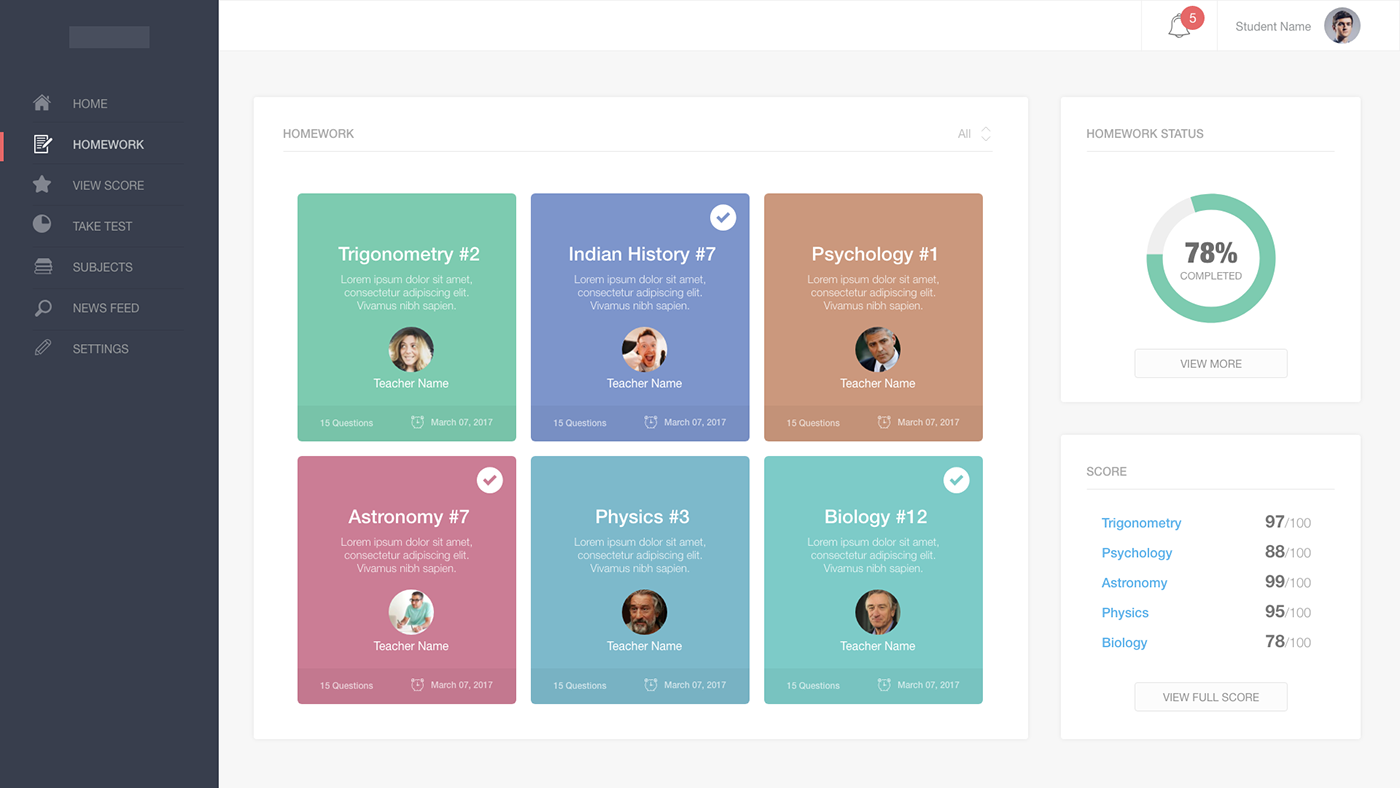 5
Student Name
HOME
HOMEWORK
VIEW SCORE
TAKE TEST
SUBJECTS
NEWS FEED
SETTINGS
HOMEWORK
All
Trigonometry #2
Lorem ipsum dolor sit amet,
consectetur adipiscing elit.
Vivamus nibh sapien.
Teacher Name
15 Questions
March 07, 2017
Indian History #7
Lorem ipsum dolor sit amet,
consectetur adipiscing elit.
Vivamus nibh sapien.
Teacher Name
15 Questions
March 07, 2017
Psychology #1
Lorem ipsum dolor sit amet,
consectetur adipiscing elit.
Vivamus nibh sapien.
Teacher Name
15 Questions
March 07, 2017
Astronomy #7
Lorem ipsum dolor sit amet,
consectetur adipiscing elit.
Vivamus nibh sapien.
Teacher Name
15 Questions
March 07, 2017
Physics #3
Lorem ipsum dolor sit amet,
consectetur adipiscing elit.
Vivamus nibh sapien.
Teacher Name
15 Questions
March 07, 2017
Biology #12
Lorem ipsum dolor sit amet,
consectetur adipiscing elit.
Vivamus nibh sapien.
Teacher Name
15 Questions
March 07, 2017
HOMEWORK STATUS
78%
COMPLETED
VIEW MORE
SCORE
Trigonometry 97/100
Psychology 88/100
Astronomy 99/100
Physics 95/100
Biology 78/100
VIEW FULL SCORE